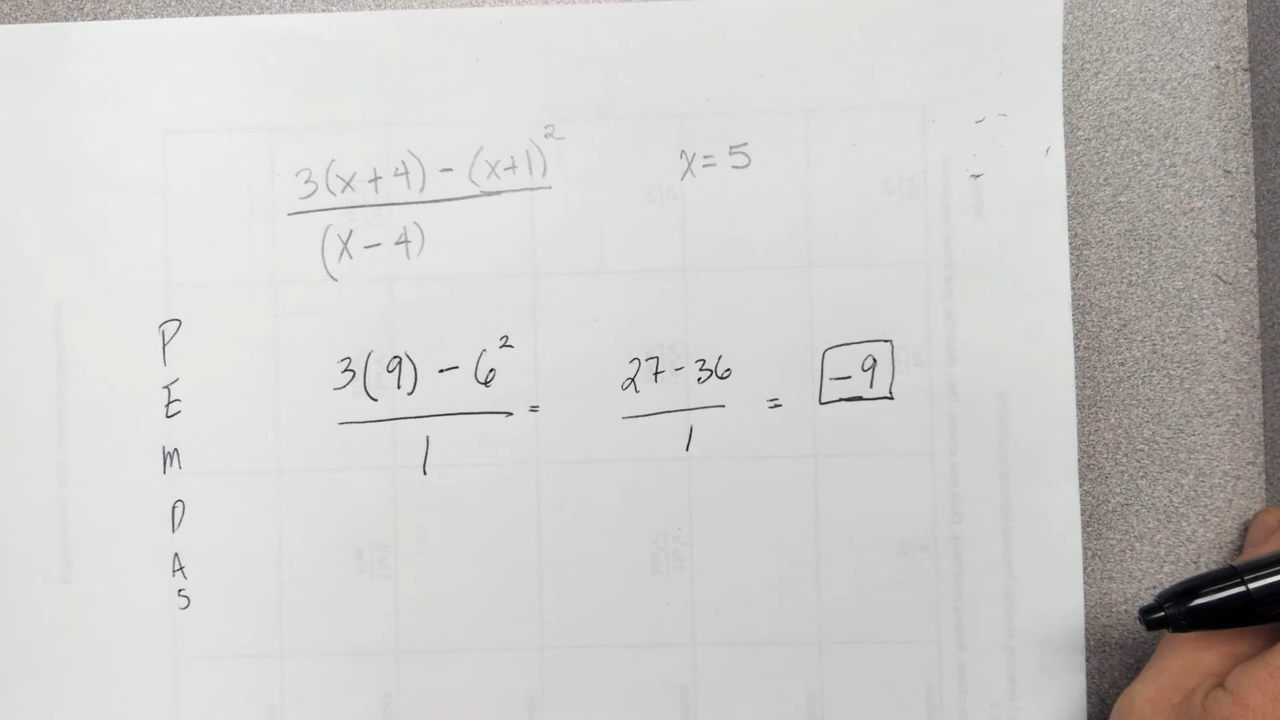 3(x+4) - (x+1)² x = 5
(x - 4)
P
E
M
D
A
S
3(9) - 6² = 27 - 36 = -9
1 1